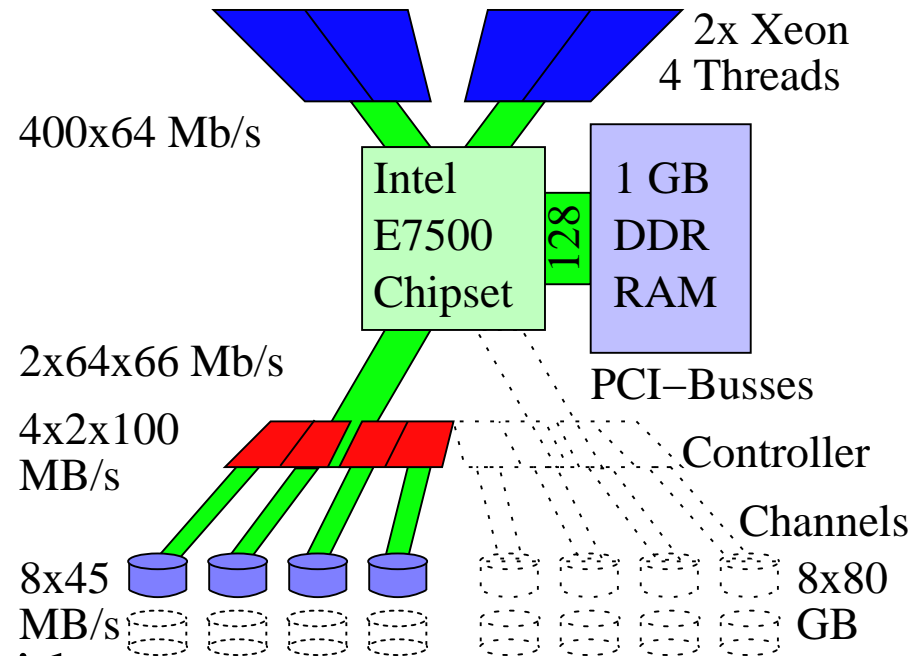 2x Xeon
4 Threads
400x64 Mb/s
Intel
E7500
Chipset
128
1 GB
DDR
RAM
2x64x66 Mb/s
PCI−Busses
4x2x100
MB/s
Controller
Channels
8x45
MB/s
8x80
GB